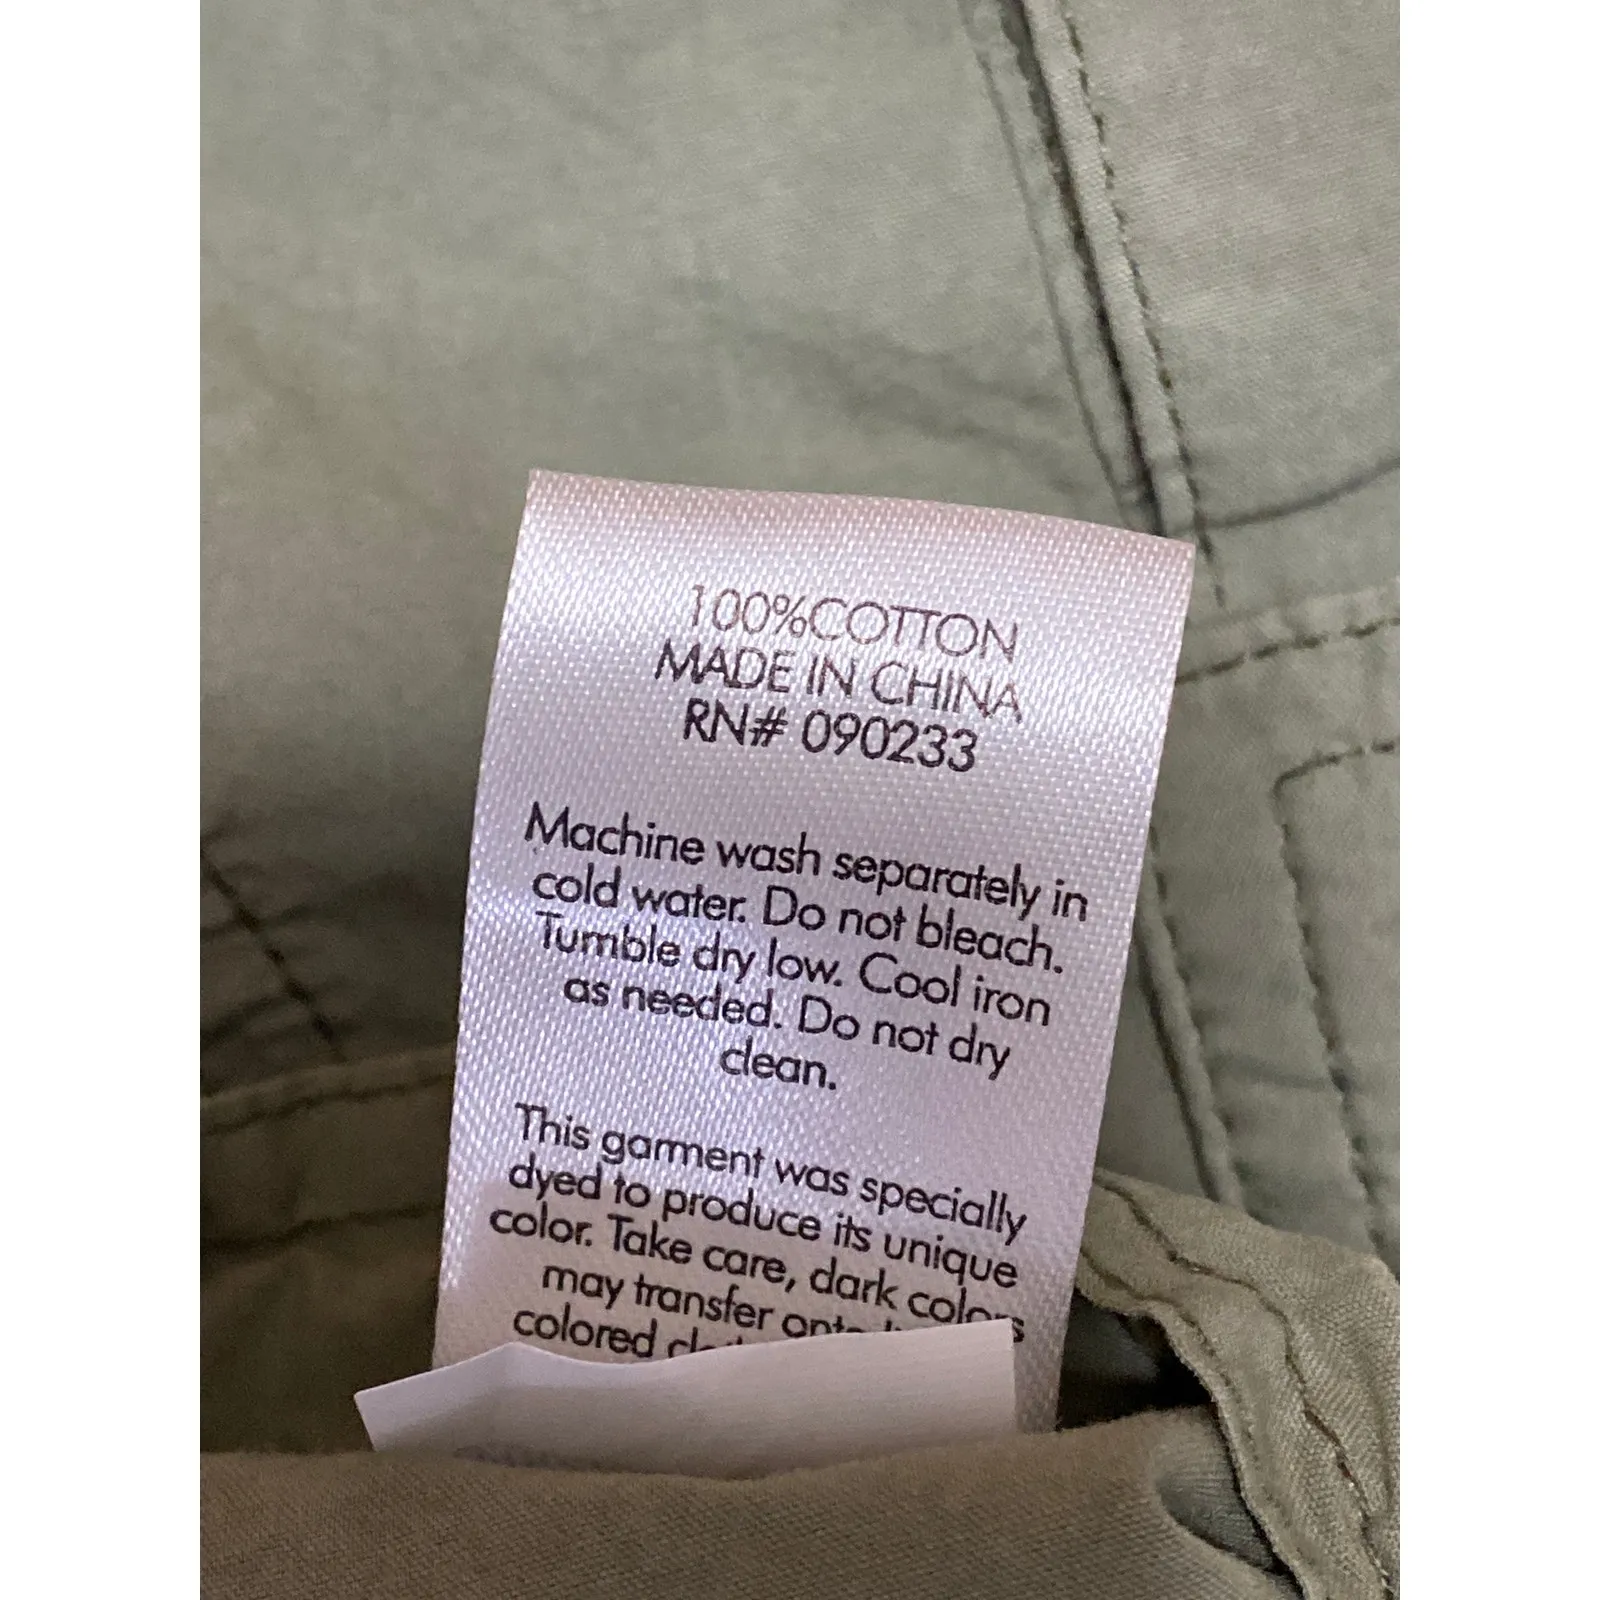 100%COTTON
MADE IN CHINA
RN# 090233
Machine wash separately in
cold water. Do not bleach.
Tumble dry low. Cool iron
as needed. Do not dry
clean.
This garment was specially
dyed to produce its unique
color. Take care, dark colors
may transfer
colored